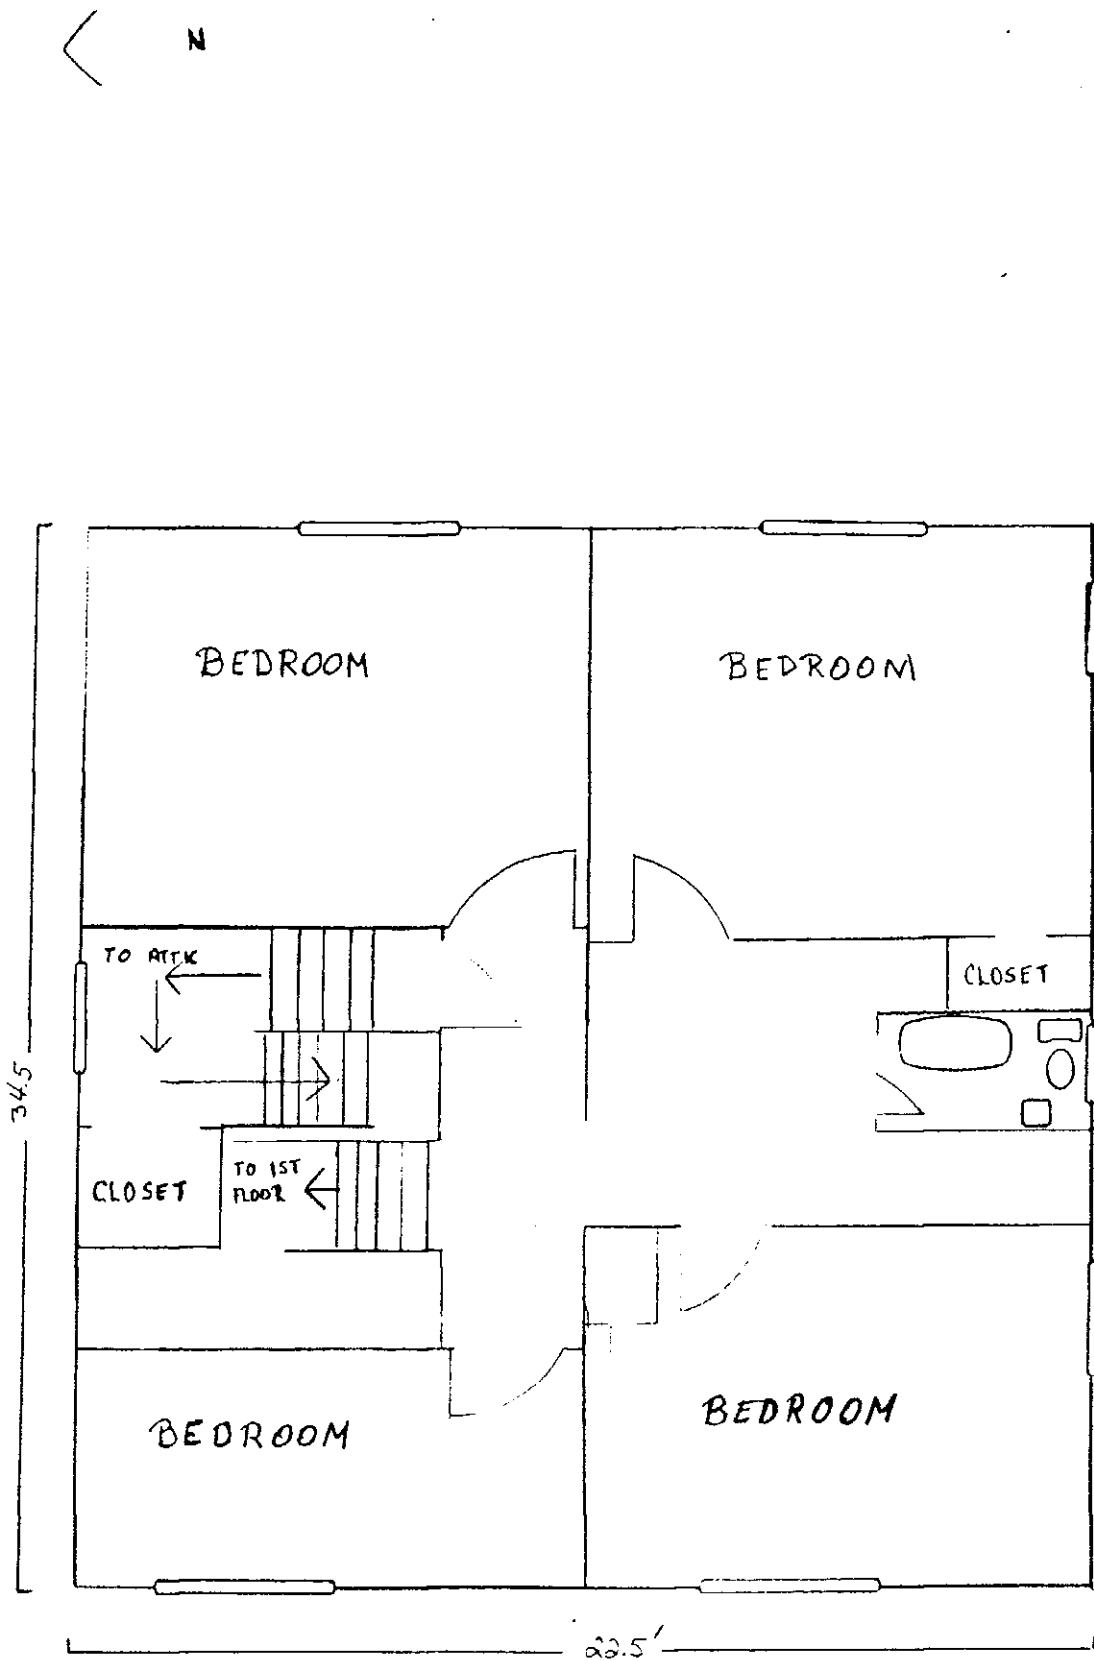 N
BEDROOM
BEDROOM
TO ATTIC
CLOSET
34.5
CLOSET
TO 1ST
FLOOR
BEDROOM
BEDROOM
22.5'